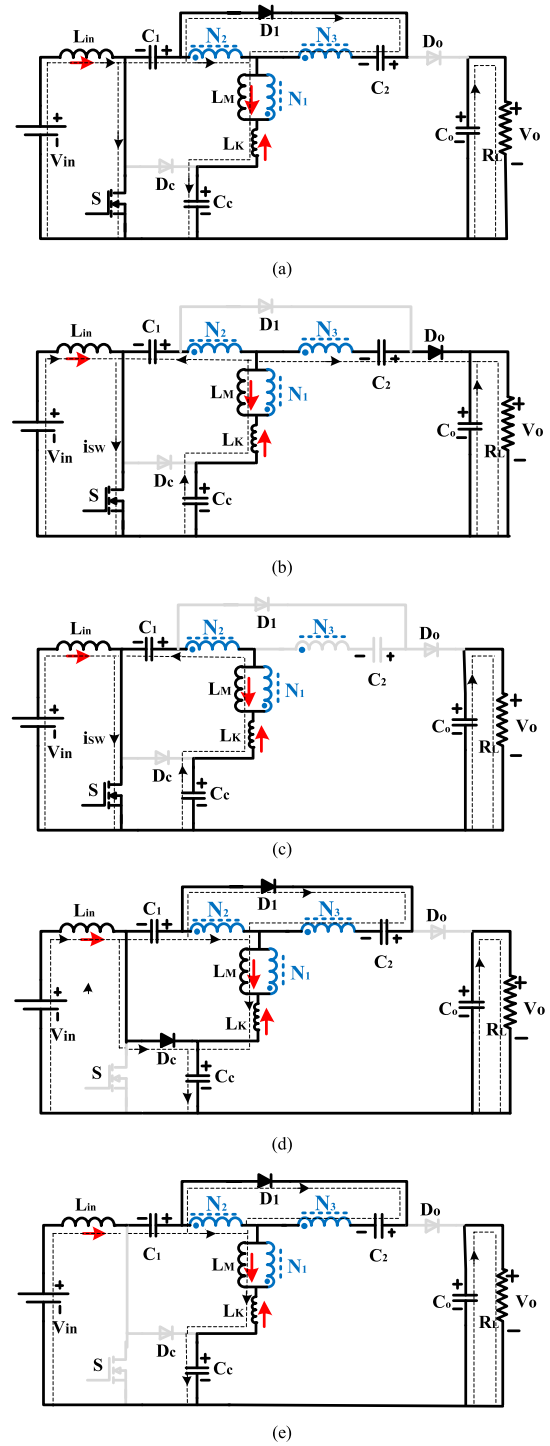 Lin C1 N2 D1 N3 C2 Do
Vin S Dc Cc LM N1 LK Co RL Vo
(a)
Lin C1 N2 D1 N3 C2 Do
Vin isw S Dc Cc LM N1 LK Co RL Vo
(b)
Lin C1 N2 D1 N3 C2 Do
Vin isw S Dc Cc LM N1 LK Co RL Vo
(c)
Lin C1 N2 D1 N3 C2 Do
Vin S Dc Cc LM N1 LK Co RL Vo
(d)
Lin C1 N2 D1 N3 C2 Do
Vin S Dc Cc LM N1 LK Co RL Vo
(e)